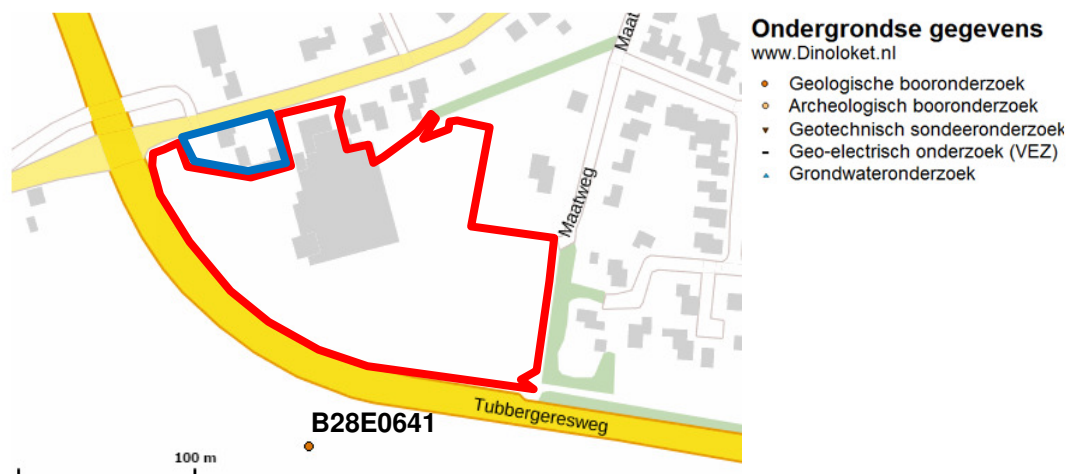 Ondergrondse gegevens
www.Dinoloket.nl
Geologische booronderzoek
Archeologisch booronderzoek
Geotechnisch sondeeronderzoek
Geo-electrisch onderzoek (VEZ)
Grondwateronderzoek
Maat
Maatweg
Tubbergeresweg
B28E0641
100 m